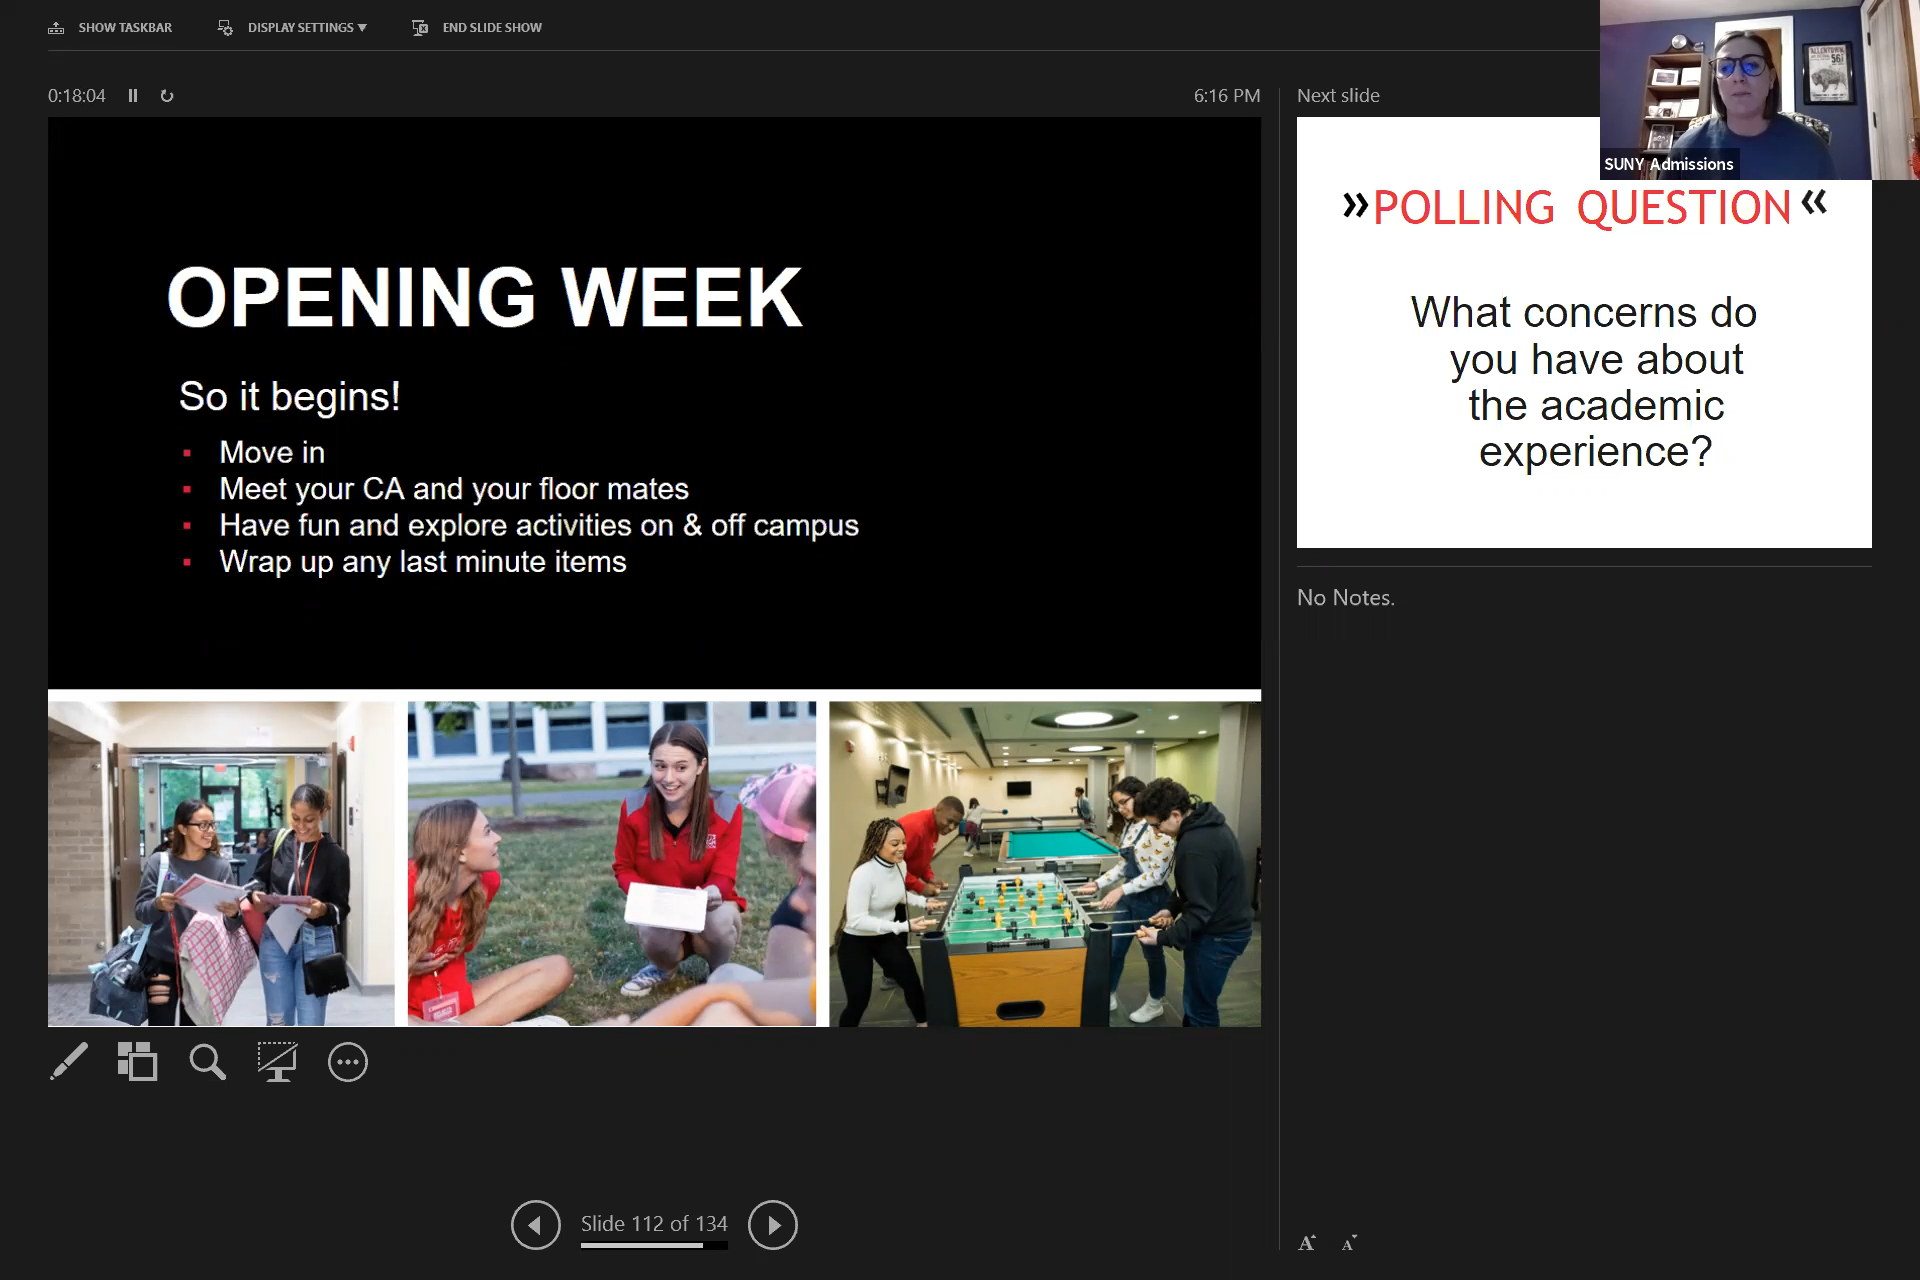 SHOW TASKBAR
DISPLAY SETTINGS
END SLIDE SHOW
0:18:04
6:16 PM
Next slide
ALLENTOWN
SUNY Admissions
OPENING WEEK
So it begins!
Move in
Meet your CA and your floor mates
Have fun and explore activities on & off campus
Wrap up any last minute items
»POLLING QUESTION«
What concerns do
you have about
the academic
experience?
No Notes.
Slide 112 of 134
A A